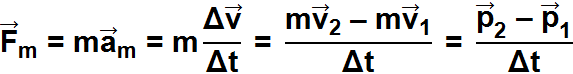 F⃗ₘ = ma⃗ₘ = m Δv⃗/Δt = (mv⃗₂ – mv⃗₁)/Δt = (p⃗₂ – p⃗₁)/Δt